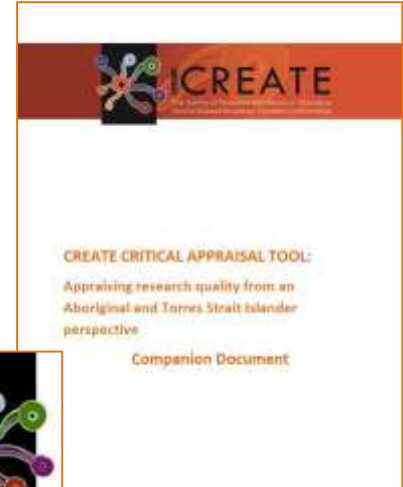 CREATE
CREATE CRITICAL APPRAISAL TOOL:
Appraising research quality from an
Aboriginal and Torres Strait Islander
perspective
Companion Document